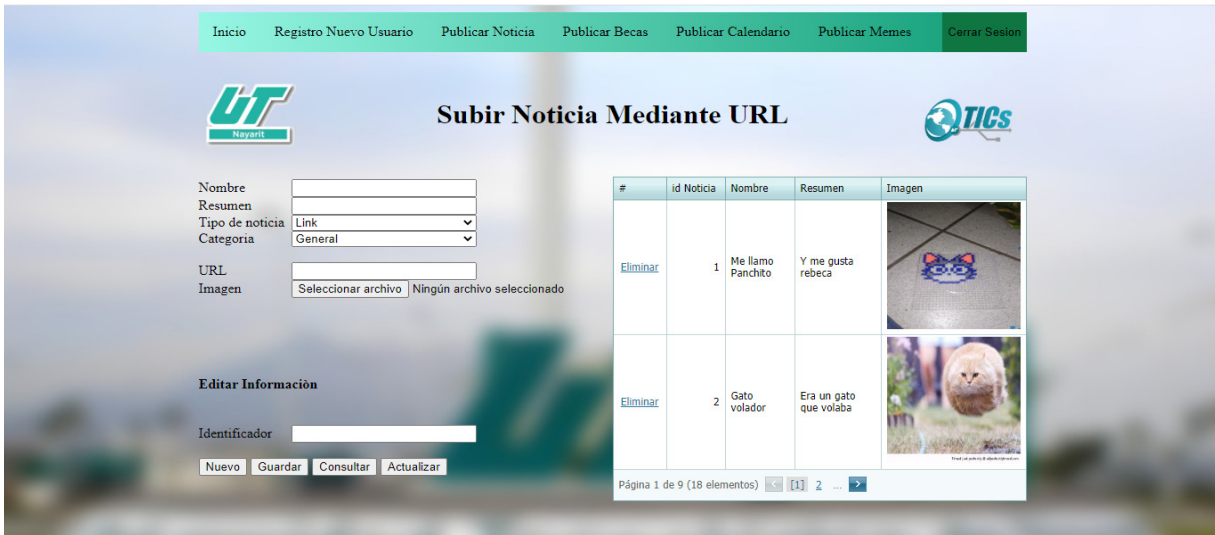 Inicio Registro Nuevo Usuario Publicar Noticia Publicar Becas Publicar Calendario Publicar Memes Cerrar Sesion
UT
Nayarit
Subir Noticia Mediante URL
TICs
Nombre
Resumen
Tipo de noticia Link
Categoria General
URL
Imagen Seleccionar archivo Ningún archivo seleccionado
Editar Informaciòn
Identificador
Nuevo Guardar Consultar Actualizar
# id Noticia Nombre Resumen Imagen
Eliminar 1 Me llamo Panchito Y me gusta rebeca
Eliminar 2 Gato volador Era un gato que volaba
Página 1 de 9 (18 elementos) < [1] 2 ... >